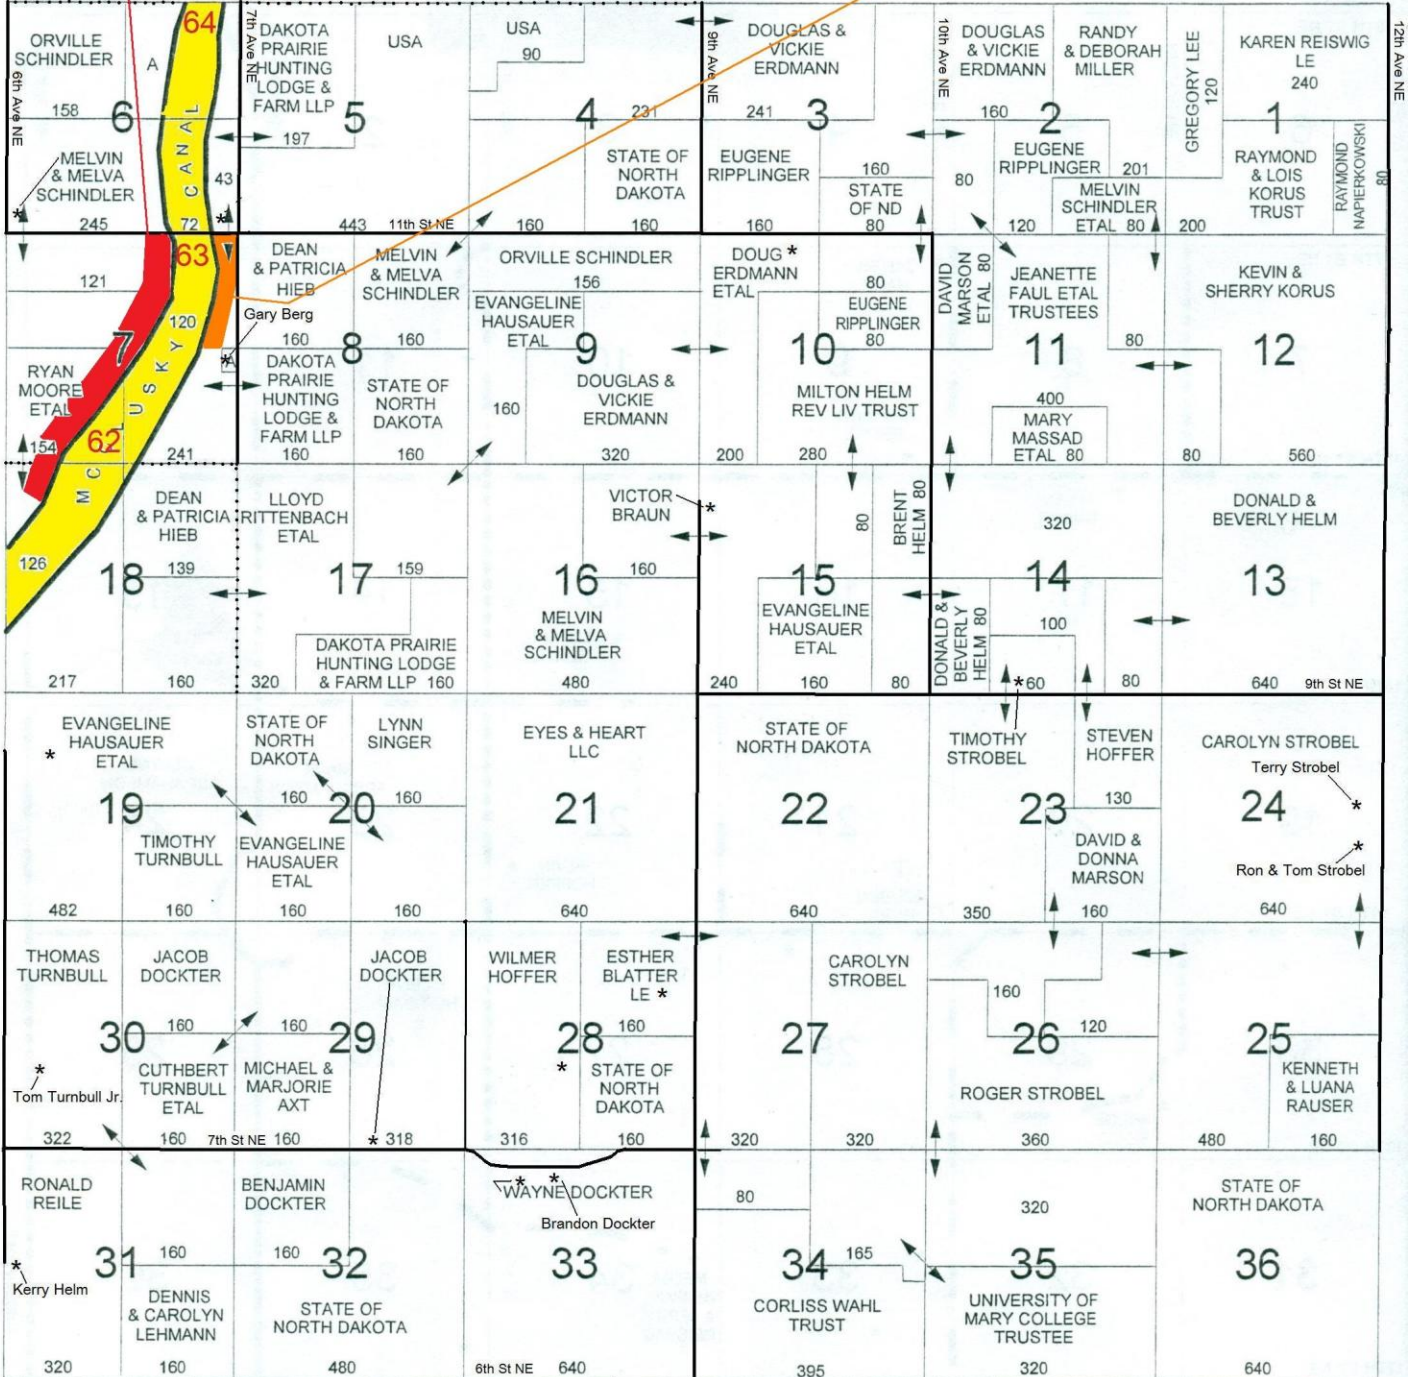 64
ORVILLE
SCHINDLER
A
158
6
6th Ave NE
MELVIN
& MELVA
SCHINDLER
245
72
43
CANAL
7th Ave NE
DAKOTA
PRAIRIE
HUNTING
LODGE &
FARM LLP
197
USA
5
443
11th St NE
USA
90
4
231
STATE OF
NORTH
DAKOTA
160
160
9th Ave NE
DOUGLAS &
VICKIE
ERDMANN
241
3
EUGENE
RIPPLINGER
160
STATE
OF ND
160
80
10th Ave NE
DOUGLAS
& VICKIE
ERDMANN
160
RANDY
& DEBORAH
MILLER
2
EUGENE
RIPPLINGER
201
80
MELVIN
SCHINDLER
ETAL 80
120
GREGORY LEE
120
200
KAREN REISWIG
LE
240
1
RAYMOND
& LOIS
KORUS
TRUST
RAYMOND
NAPIERKOWSKI
80
12th Ave NE
63
121
7
120
RYAN
MOORE
ETAL
154
62
241
MC
LUSKY
A
DEAN
& PATRICIA
HIEB
Gary Berg
160
8
MELVIN
& MELVA
SCHINDLER
160
DAKOTA
PRAIRIE
HUNTING
LODGE &
FARM LLP
160
STATE OF
NORTH
DAKOTA
160
ORVILLE SCHINDLER
156
EVANGELINE
HAUSAUER
ETAL
9
DOUGLAS &
VICKIE
ERDMANN
160
320
DOUG
ERDMANN
ETAL
80
EUGENE
RIPPLINGER
80
10
MILTON HELM
REV LIV TRUST
200
280
DAVID
MARSON
ETAL 80
JEANETTE
FAUL ETAL
TRUSTEES
11
80
400
MARY
MASSAD
ETAL 80
80
KEVIN &
SHERRY KORUS
12
560
126
18
DEAN
& PATRICIA
HIEB
139
217
160
LLOYD
RITTENBACH
ETAL
17
159
DAKOTA PRAIRIE
HUNTING LODGE
& FARM LLP 160
320
VICTOR
BRAUN
16
160
MELVIN
& MELVA
SCHINDLER
480
80
BRENT
HELM 80
15
EVANGELINE
HAUSAUER
ETAL
240
160
80
320
14
DONALD &
BEVERLY
HELM 80
100
60
80
DONALD &
BEVERLY HELM
13
640
9th St NE
EVANGELINE
HAUSAUER
ETAL
19
TIMOTHY
TURNBULL
482
160
STATE OF
NORTH
DAKOTA
160
20
LYNN
SINGER
160
EVANGELINE
HAUSAUER
ETAL
160
160
EYES & HEART
LLC
21
640
STATE OF
NORTH DAKOTA
22
640
TIMOTHY
STROBEL
STEVEN
HOFFER
23
130
DAVID &
DONNA
MARSON
350
160
CAROLYN STROBEL
Terry Strobel
24
Ron & Tom Strobel
640
THOMAS
TURNBULL
JACOB
DOCKTER
30
160
CUTHBERT
TURNBULL
ETAL
Tom Turnbull Jr.
322
160
7th St NE
160
29
JACOB
DOCKTER
MICHAEL &
MARJORIE
AXT
160
318
WILMER
HOFFER
ESTHER
BLATTER
LE
28
160
STATE OF
NORTH
DAKOTA
316
160
CAROLYN
STROBEL
27
320
320
160
26
120
ROGER STROBEL
360
25
KENNETH
& LUANA
RAUSER
480
160
RONALD
REILE
31
160
Kerry Helm
DENNIS
& CAROLYN
LEHMANN
320
160
BENJAMIN
DOCKTER
160
32
STATE OF
NORTH DAKOTA
480
WAYNE DOCKTER
Brandon Dockter
33
6th St NE
640
80
34
165
CORLISS WAHL
TRUST
395
320
35
UNIVERSITY OF
MARY COLLEGE
TRUSTEE
320
STATE OF
NORTH DAKOTA
36
640